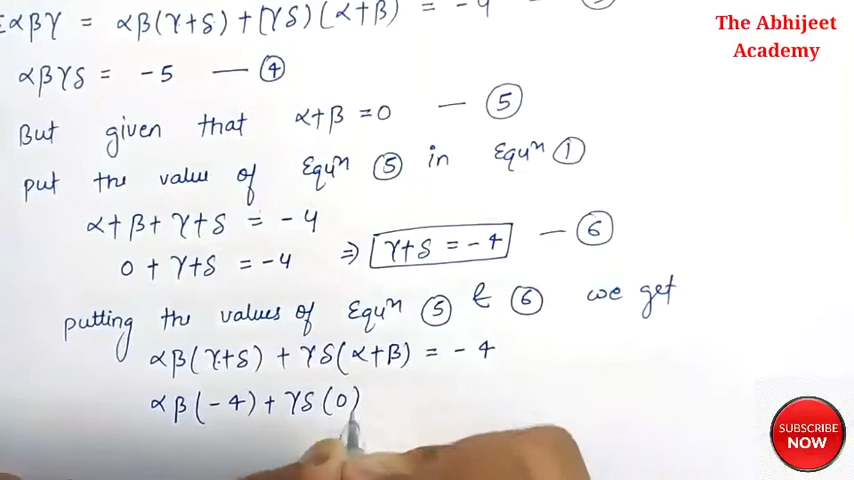 Σαβγ = αβ(γ+δ) + (γδ)(α+β) = -4
The Abhijeet
Academy
αβγδ = -5 — ④
But given that α+β =0 — ⑤
put the value of Equⁿ ⑤ in Equⁿ ①
α+β+γ+δ = -4
0 + γ+δ = -4 ⇒ γ+δ = -4 — ⑥
putting the values of Equⁿ ⑤ & ⑥ we get
αβ(γ+δ) + γδ(α+β) = -4
αβ(-4) + γδ(0)
SUBSCRIBE
NOW